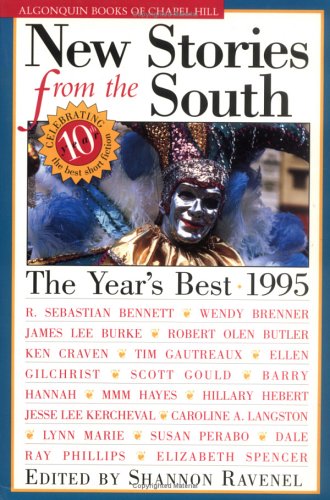 ALGONQUIN BOOKS OF CHAPEL HILL
New Stories
from the
South
CELEBRATING
10
years
the best short fiction
The Year's Best · 1995
R. SEBASTIAN BENNETT WENDY BRENNER
JAMES LEE BURKE ROBERT OLEN BUTLER
KEN CRAVEN TIM GAUTREAUX ELLEN
GILCHRIST SCOTT GOULD BARRY
HANNAH MMM HAYES HILLARY HEBERT
JESSE LEE KERCHEVAL CAROLINE A. LANGSTON
LYNN MARIE SUSAN PERABO DALE
RAY PHILLIPS ELIZABETH SPENCER
EDITED BY SHANNON RAVENEL